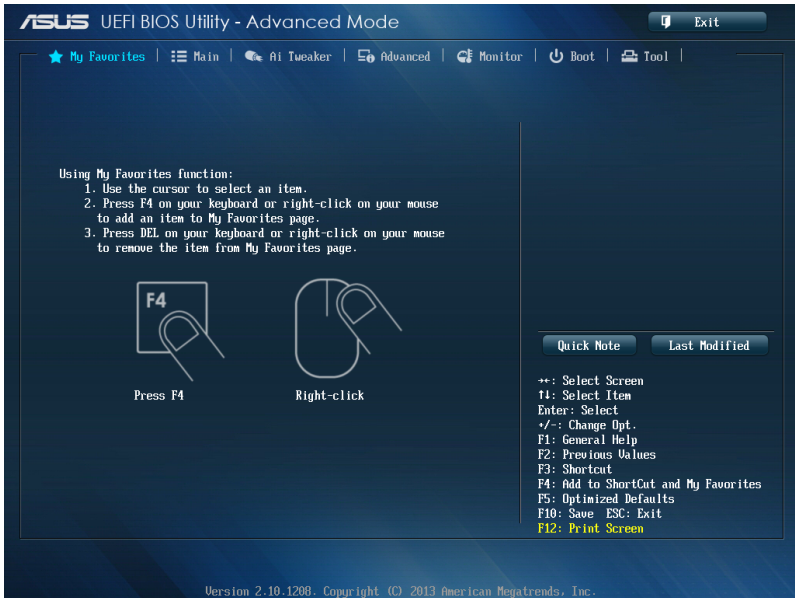 ASUS UEFI BIOS Utility - Advanced Mode
Exit
My Favorites
Main
Ai Tweaker
Advanced
Monitor
Boot
Tool
Using My Favorites function:
1. Use the cursor to select an item.
2. Press F4 on your keyboard or right-click on your mouse
to add an item to My Favorites page.
3. Press DEL on your keyboard or right-click on your mouse
to remove the item from My Favorites page.
F4
Press F4
Right-click
Quick Note
Last Modified
→←: Select Screen
↑↓: Select Item
Enter: Select
+/-: Change Opt.
F1: General Help
F2: Previous Values
F3: Shortcut
F4: Add to ShortCut and My Favorites
F5: Optimized Defaults
F10: Save  ESC: Exit
F12: Print Screen
Version 2.10.1208. Copyright (C) 2013 American Megatrends, Inc.